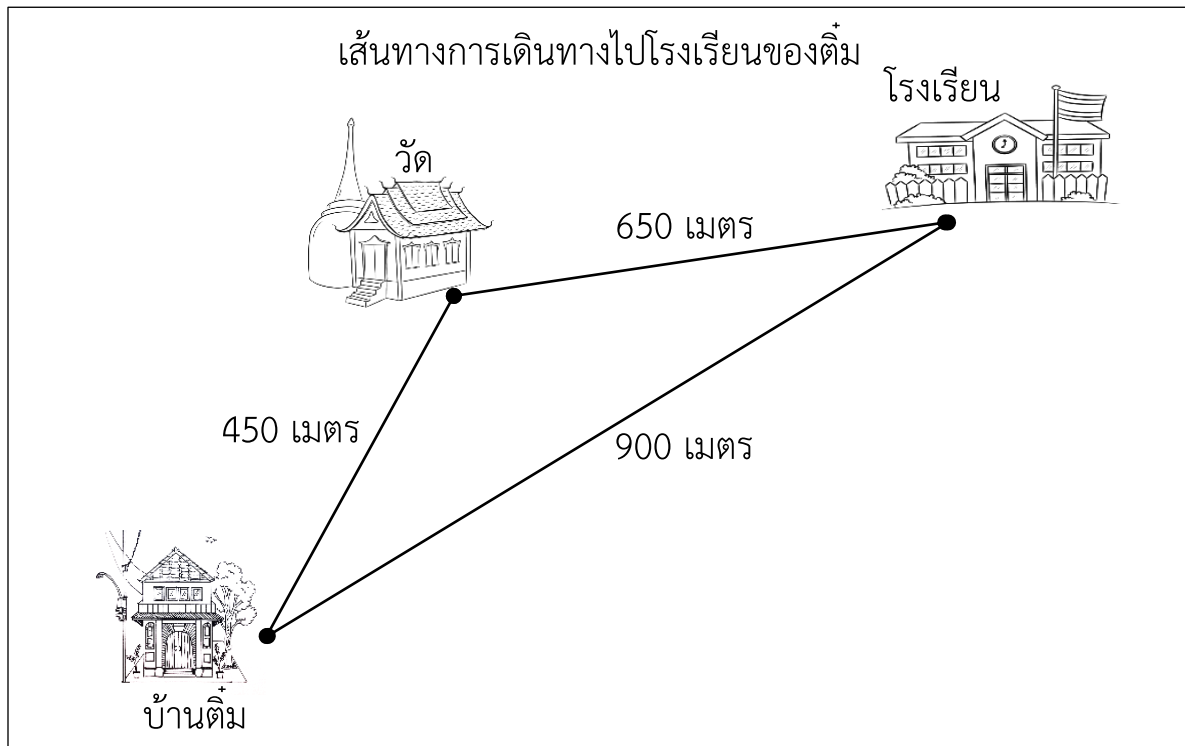 เส้นทางการเดินทางไปโรงเรียนของติ๋ม
โรงเรียน
วัด
650 เมตร
450 เมตร
900 เมตร
บ้านติ๋ม